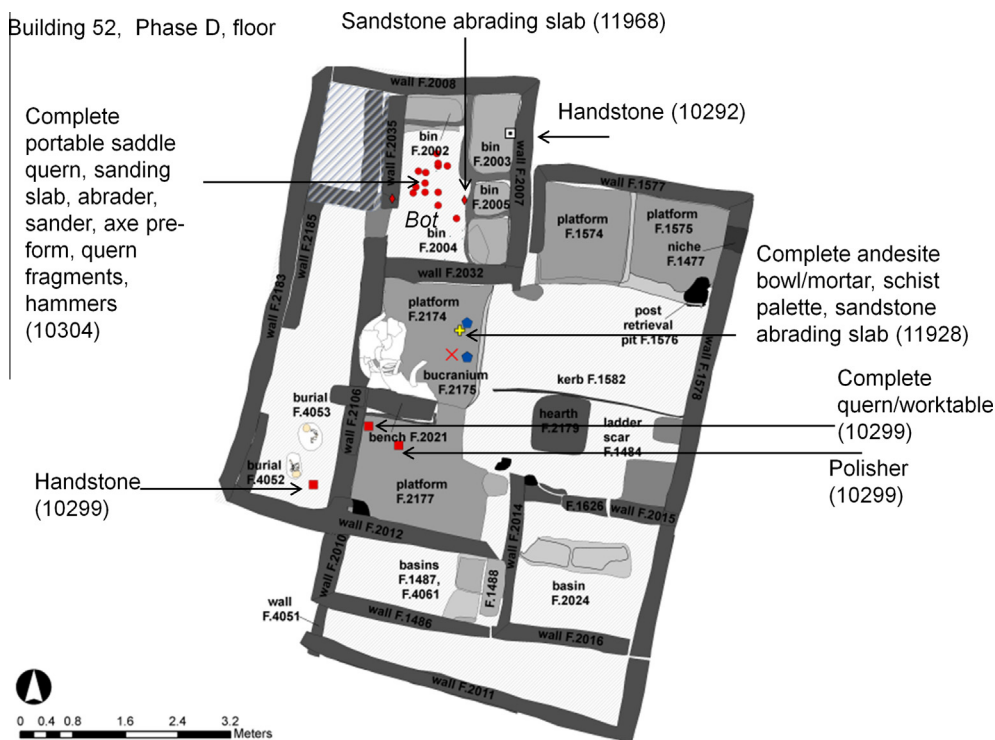 Building 52, Phase D, floor
Sandstone abrading slab (11968)
Complete
portable saddle
quern, sanding
slab, abrader,
sander, axe pre-
form, quern
fragments,
hammers
(10304)
Handstone (10292)
wall F.2008
wall F.2035
bin
F.2002
bin
F.2003
bin
F.2005
wall F.2007
Bot
bin
F.2004
wall F.2032
wall F.1577
platform
F.1574
platform
F.1575
niche
F.1477
post
retrieval
pit F.1576
wall F.1578
Complete andesite
bowl/mortar, schist
palette, sandstone
abrading slab (11928)
wall F.2185
wall F.2183
platform
F.2174
bucranium
F.2175
kerb F.1582
hearth
F.2179
ladder
scar
F.1484
Complete
quern/worktable
(10299)
Polisher
(10299)
burial
F.4053
wall F.2106
bench F.2021
burial
F.4052
Handstone
(10299)
platform
F.2177
wall F.2012
wall F.2014
F.1626
wall F.2015
wall F.2010
basins
F.1487,
F.4061
F.1488
basin
F.2024
wall
F.4051
wall F.1486
wall F.2016
wall F.2011
0 0.4 0.8 1.6 2.4 3.2
Meters